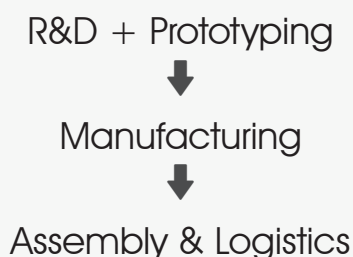 R&D + Prototyping
Manufacturing
Assembly & Logistics